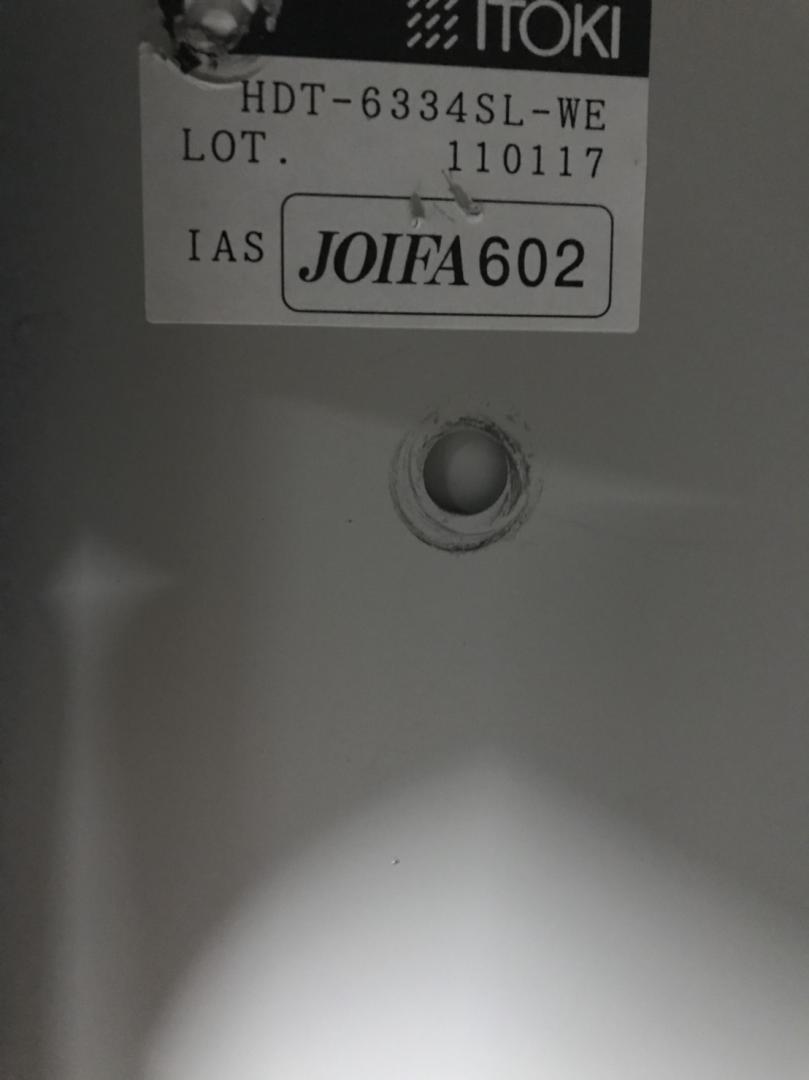 ITOKI
HDT-6334SL-WE
LOT. 110117
IAS JOIFA602